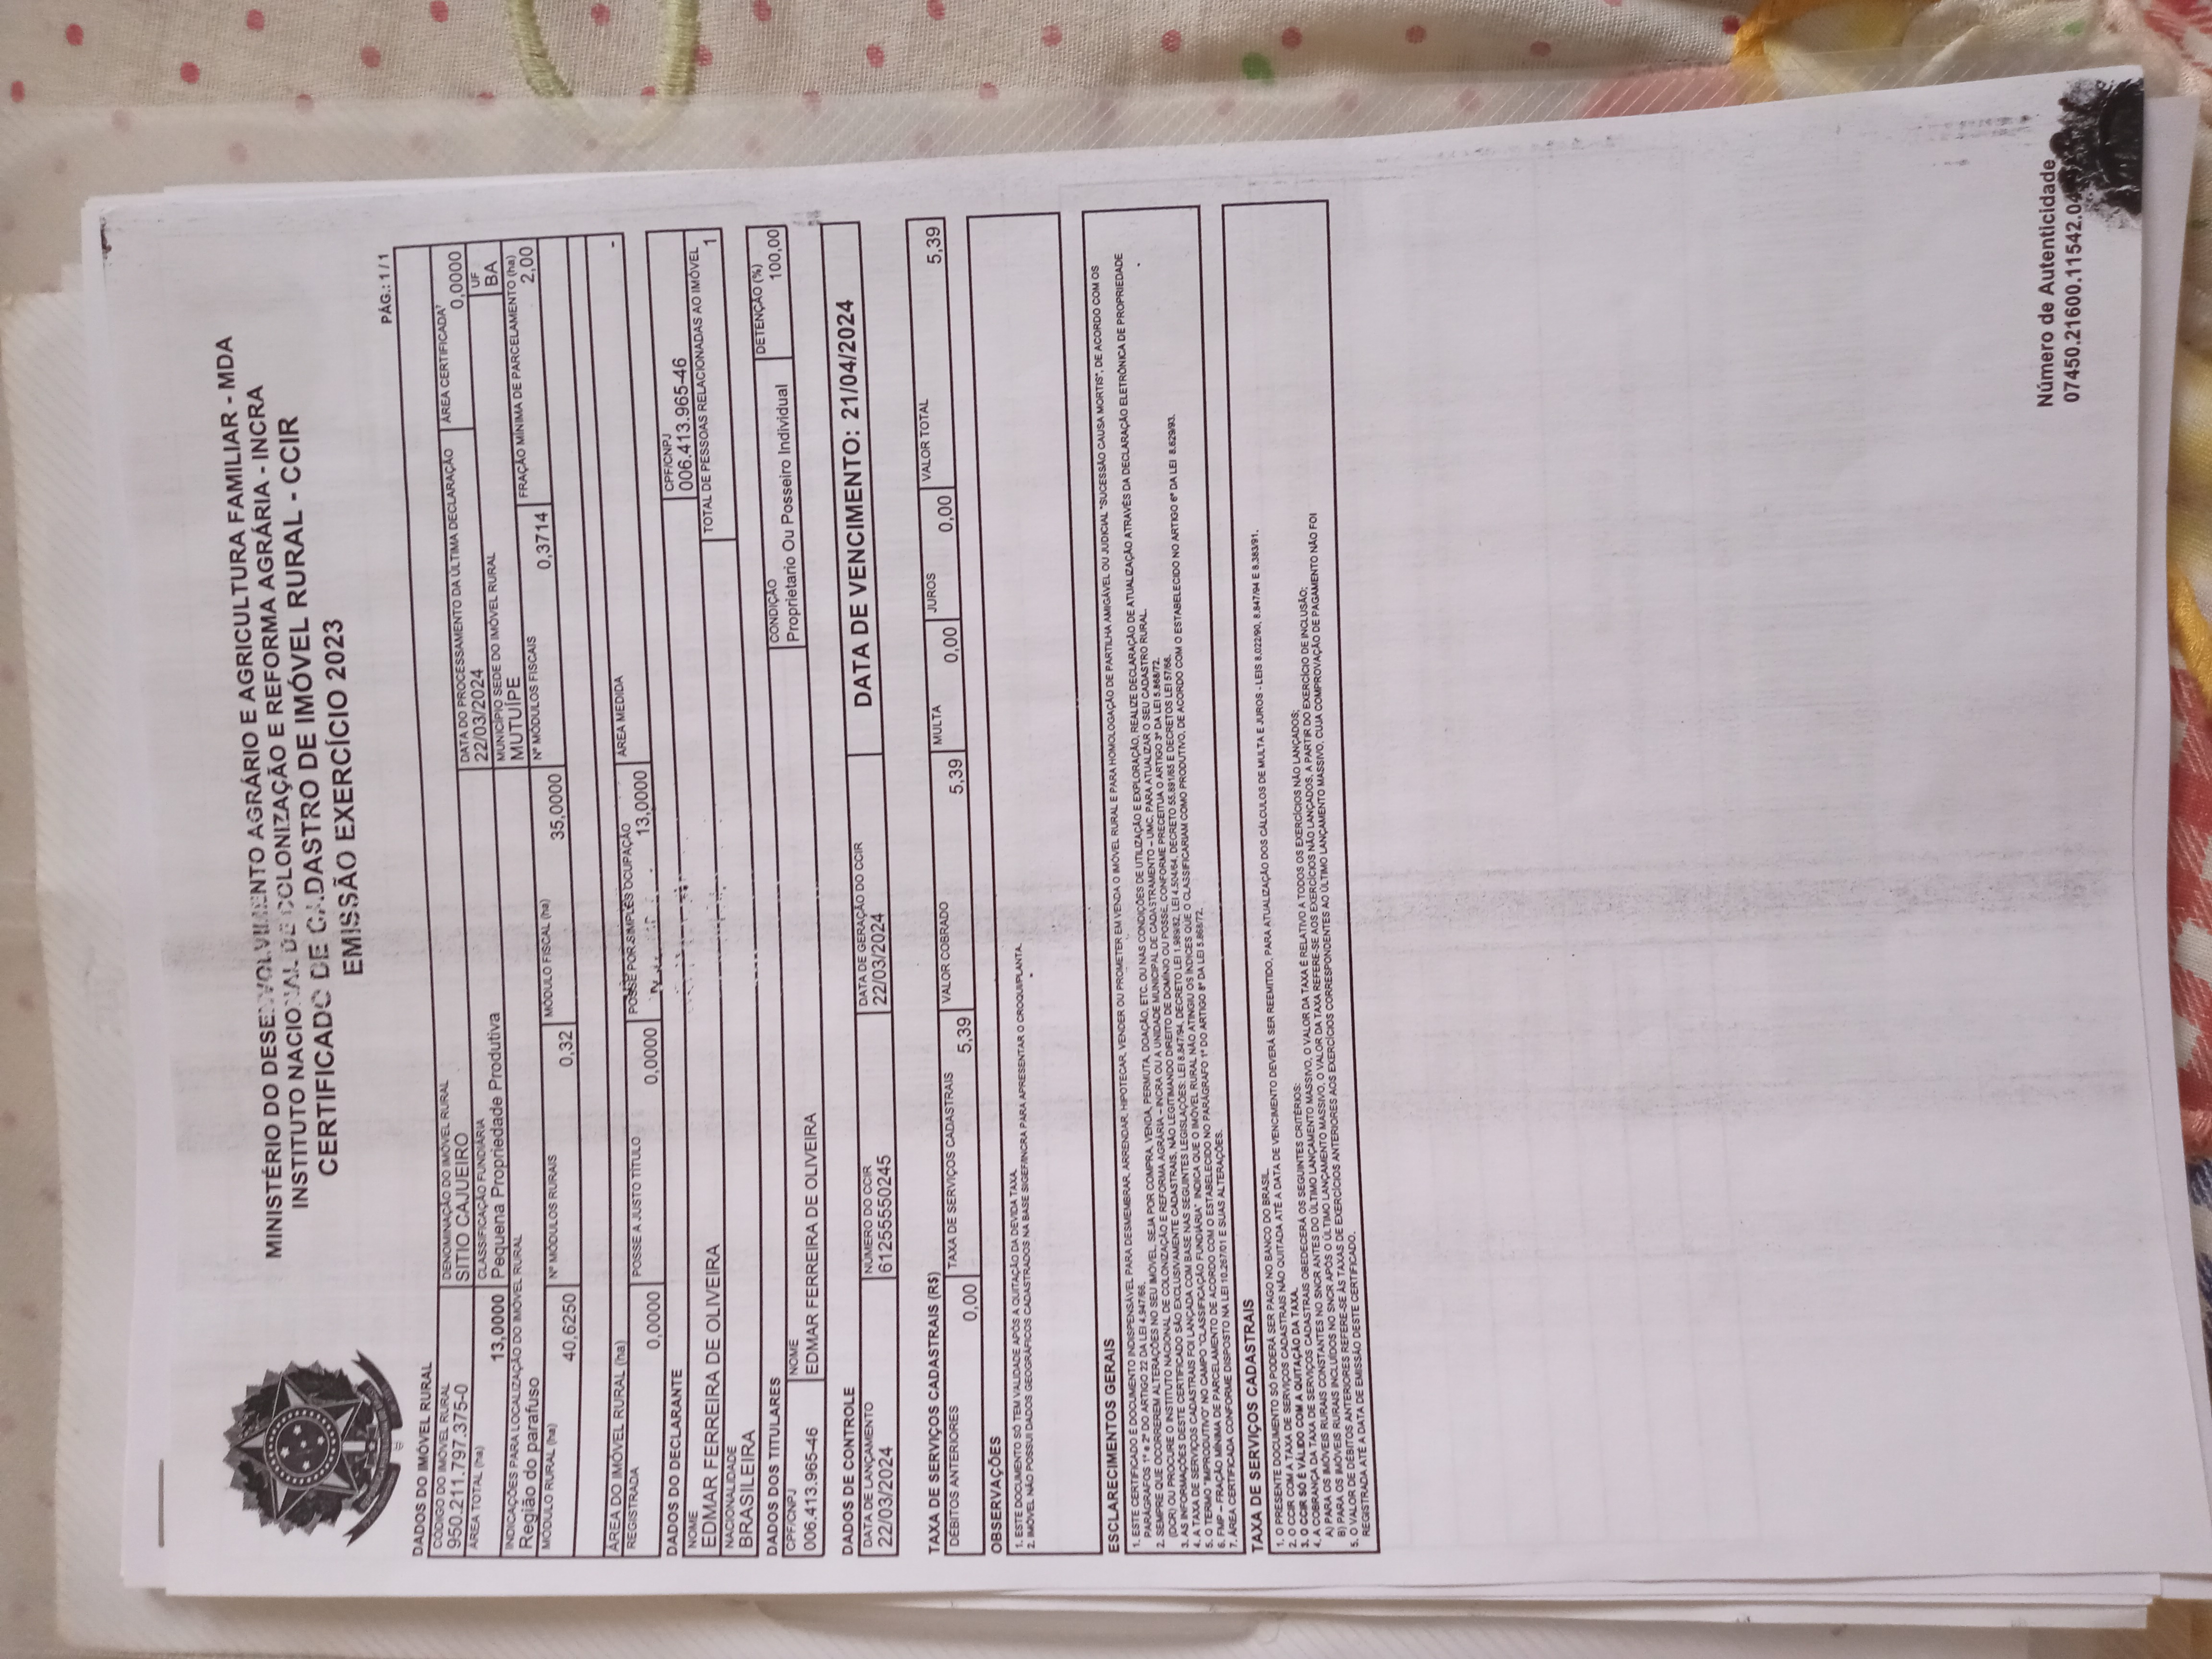 MINISTÉRIO DO DESENVOLVIMENTO AGRÁRIO E AGRICULTURA FAMILIAR - MDA
INSTITUTO NACIONAL DE COLONIZAÇÃO E REFORMA AGRÁRIA - INCRA
CERTIFICADO DE CADASTRO DE IMÓVEL RURAL - CCIR
EMISSÃO EXERCÍCIO 2023
PÁG.: 1 / 1
DADOS DO IMÓVEL RURAL
CÓDIGO DO IMÓVEL RURAL DENOMINAÇÃO DO IMÓVEL RURAL DATA DO PROCESSAMENTO DA ÚLTIMA DECLARAÇÃO ÁREA CERTIFICADA⁷
950.211.797.375-0 SITIO CAJUEIRO 22/03/2024 0,0000
ÁREA TOTAL (ha) CLASSIFICAÇÃO FUNDIÁRIA MUNICÍPIO SEDE DO IMÓVEL RURAL UF
13,0000 Pequena Propriedade Produtiva MUTUÍPE BA
INDICAÇÕES PARA LOCALIZAÇÃO DO IMÓVEL RURAL
Região do parafuso
MÓDULO RURAL (ha) Nº MÓDULOS RURAIS MÓDULO FISCAL (ha) Nº MÓDULOS FISCAIS FRAÇÃO MÍNIMA DE PARCELAMENTO (ha)
40,6250 0,32 35,0000 0,3714 2,00
ÁREA DO IMÓVEL RURAL (ha)
REGISTRADA POSSE A JUSTO TÍTULO POSSE POR SIMPLES OCUPAÇÃO ÁREA MEDIDA
0,0000 0,0000 13,0000 -
DADOS DO DECLARANTE
NOME CPF/CNPJ
EDMAR FERREIRA DE OLIVEIRA 006.413.965-46
NACIONALIDADE TOTAL DE PESSOAS RELACIONADAS AO IMÓVEL
BRASILEIRA 1
DADOS DOS TITULARES
CPF/CNPJ NOME CONDIÇÃO DETENÇÃO (%)
006.413.965-46 EDMAR FERREIRA DE OLIVEIRA Proprietario Ou Posseiro Individual 100,00
DADOS DE CONTROLE
DATA DE LANÇAMENTO NÚMERO DO CCIR DATA DE GERAÇÃO DO CCIR DATA DE VENCIMENTO: 21/04/2024
22/03/2024 61255550245 22/03/2024
TAXA DE SERVIÇOS CADASTRAIS (R$)
DÉBITOS ANTERIORES TAXA DE SERVIÇOS CADASTRAIS VALOR COBRADO MULTA JUROS VALOR TOTAL
0,00 5,39 5,39 0,00 0,00 5,39
OBSERVAÇÕES
1. ESTE DOCUMENTO SÓ TEM VALIDADE APÓS A QUITAÇÃO DA DEVIDA TAXA.
2. IMÓVEL NÃO POSSUI DADOS GEOGRÁFICOS CADASTRADOS NA BASE SIGEF/INCRA PARA APRESENTAR O CROQUI/PLANTA.
ESCLARECIMENTOS GERAIS
1. ESTE CERTIFICADO É DOCUMENTO INDISPENSÁVEL PARA DESMEMBRAR, ARRENDAR, HIPOTECAR, VENDER OU PROMETER EM VENDA O IMÓVEL RURAL E PARA HOMOLOGAÇÃO DE PARTILHA AMIGÁVEL OU JUDICIAL "SUCESSÃO CAUSA MORTIS", DE ACORDO COM OS
PARÁGRAFOS 1º e 2º DO ARTIGO 22 DA LEI 4.947/66.
2. SEMPRE QUE OCORREREM ALTERAÇÕES NO SEU IMÓVEL, SEJA POR COMPRA, VENDA, PERMUTA, DOAÇÃO, ETC. OU NAS CONDIÇÕES DE UTILIZAÇÃO E EXPLORAÇÃO, REALIZE DECLARAÇÃO DE ATUALIZAÇÃO ATRAVÉS DA DECLARAÇÃO ELETRÔNICA DE PROPRIEDADE
(DCR) OU PROCURE O INSTITUTO NACIONAL DE COLONIZAÇÃO E REFORMA AGRÁRIA – INCRA OU A UNIDADE MUNICIPAL DE CADASTRAMENTO – UMC, PARA ATUALIZAR O SEU CADASTRO RURAL.
3. AS INFORMAÇÕES DESTE CERTIFICADO SÃO EXCLUSIVAMENTE CADASTRAIS, NÃO LEGITIMANDO DIREITO DE DOMÍNIO OU POSSE, CONFORME PRECEITUA O ARTIGO 3º DA LEI 5.868/72.
4. A TAXA DE SERVIÇOS CADASTRAIS FOI LANÇADA COM BASE NAS SEGUINTES LEGISLAÇÕES: LEI 8.847/94, DECRETO LEI 1.989/82, LEI 4.504/64, DECRETO 55.891/65 E DECRETOS LEI 57/66.
5. O TERMO "IMPRODUTIVO" NO CAMPO "CLASSIFICAÇÃO FUNDIÁRIA" INDICA QUE O IMÓVEL RURAL NÃO ATINGIU OS ÍNDICES QUE O CLASSIFICARIAM COMO PRODUTIVO, DE ACORDO COM O ESTABELECIDO NO ARTIGO 6º DA LEI 8.629/93.
6. FMP – FRAÇÃO MÍNIMA DE PARCELAMENTO DE ACORDO COM O ESTABELECIDO NO PARÁGRAFO 1º DO ARTIGO 8º DA LEI 5.868/72.
7. ÁREA CERTIFICADA CONFORME DISPOSTO NA LEI 10.267/01 E SUAS ALTERAÇÕES.
TAXA DE SERVIÇOS CADASTRAIS
1. O PRESENTE DOCUMENTO SÓ PODERÁ SER PAGO NO BANCO DO BRASIL.
2. O CCIR COM A TAXA DE SERVIÇOS CADASTRAIS NÃO QUITADA ATÉ A DATA DE VENCIMENTO DEVERÁ SER REEMITIDO, PARA ATUALIZAÇÃO DOS CÁLCULOS DE MULTA E JUROS - LEIS 8.022/90, 8.847/94 E 8.383/91.
3. O CCIR SÓ É VÁLIDO COM A QUITAÇÃO DA TAXA.
4. A COBRANÇA DA TAXA DE SERVIÇOS CADASTRAIS OBEDECERÁ OS SEGUINTES CRITÉRIOS:
A) PARA OS IMÓVEIS RURAIS CONSTANTES NO SNCR ANTES DO ÚLTIMO LANÇAMENTO MASSIVO, O VALOR DA TAXA É RELATIVO A TODOS OS EXERCÍCIOS NÃO LANÇADOS;
B) PARA OS IMÓVEIS RURAIS INCLUÍDOS NO SNCR APÓS O ÚLTIMO LANÇAMENTO MASSIVO, O VALOR DA TAXA REFERE-SE AOS EXERCÍCIOS NÃO LANÇADOS, A PARTIR DO EXERCÍCIO DE INCLUSÃO;
5. O VALOR DE DÉBITOS ANTERIORES REFERE-SE ÀS TAXAS DE EXERCÍCIOS ANTERIORES AOS EXERCÍCIOS CORRESPONDENTES AO ÚLTIMO LANÇAMENTO MASSIVO, CUJA COMPROVAÇÃO DE PAGAMENTO NÃO FOI
REGISTRADA ATÉ A DATA DE EMISSÃO DESTE CERTIFICADO.
Número de Autenticidade
07450.21600.11542.0